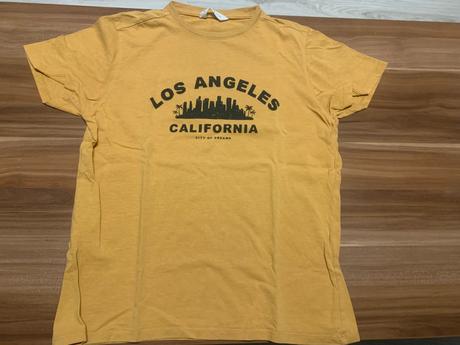 LOS ANGELES
CALIFORNIA
CITY OF DREAMS